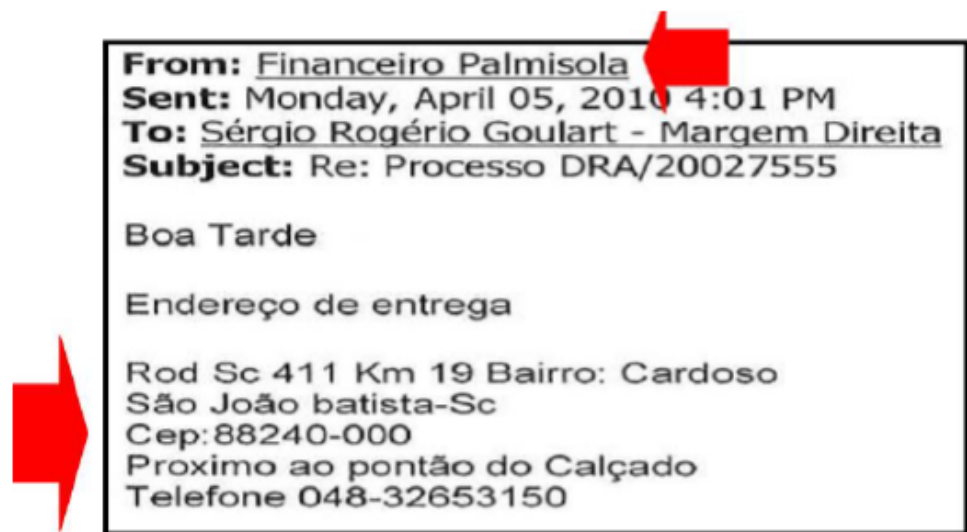 From: Financeiro Palmisola
Sent: Monday, April 05, 2010 4:01 PM
To: Sérgio Rogério Goulart - Margem Direita
Subject: Re: Processo DRA/20027555
Boa Tarde
Endereço de entrega
Rod Sc 411 Km 19 Bairro: Cardoso
São João batista-Sc
Cep:88240-000
Proximo ao pontão do Calçado
Telefone 048-32653150